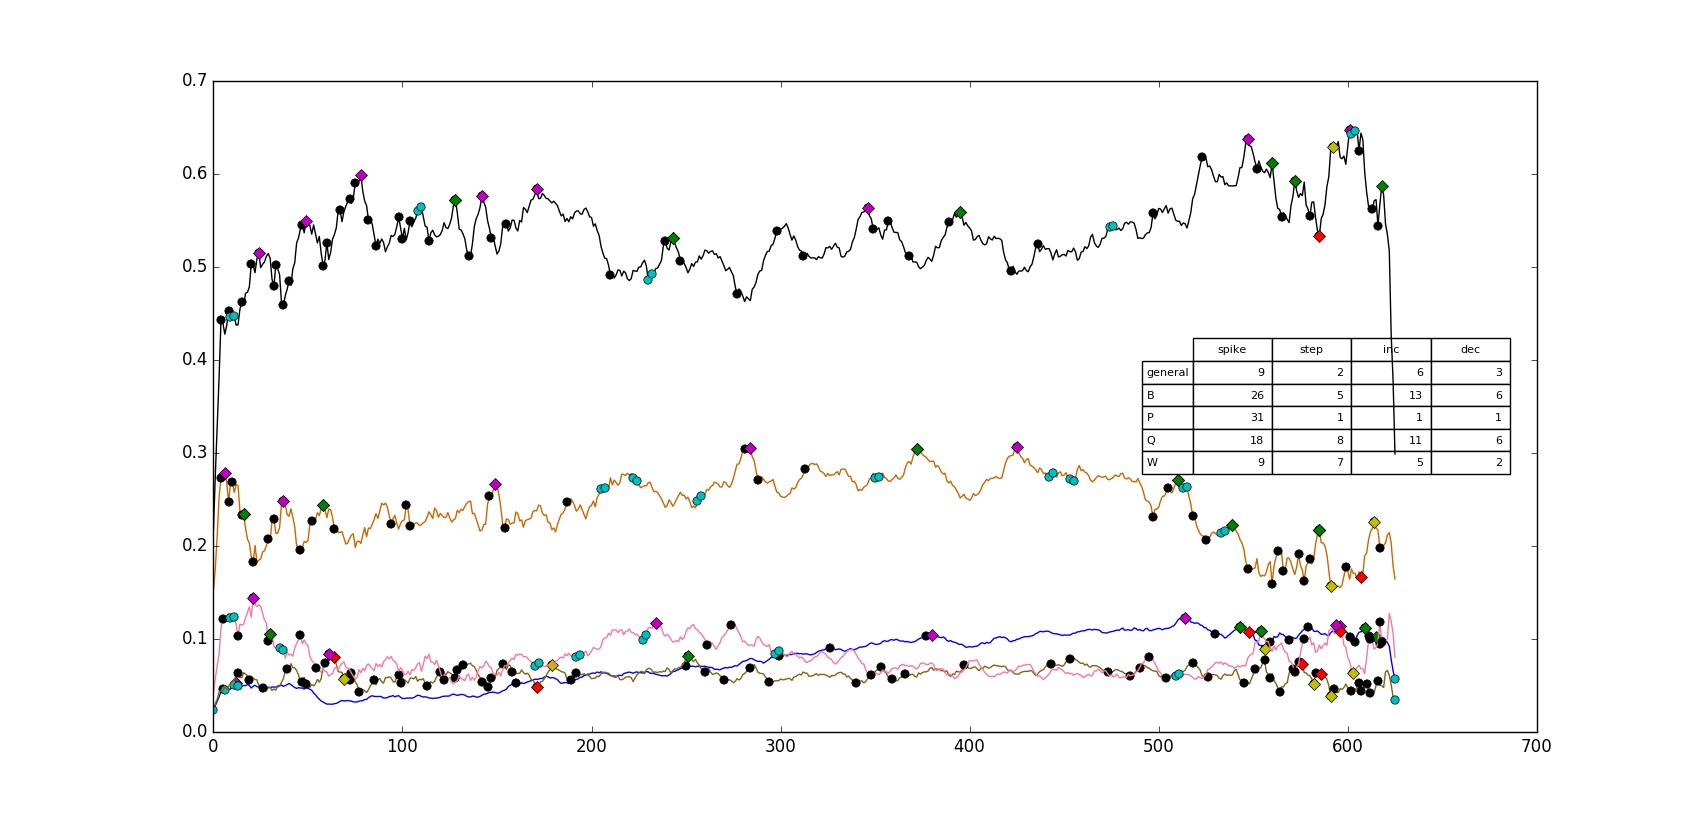 0.7
0.6
0.5
0.4
0.3
0.2
0.1
0.0
spike step inc dec
general 9 2 6 3
B 26 5 13 6
P 31 1 1 1
Q 18 8 11 6
W 9 7 5 2
0 100 200 300 400 500 600 700